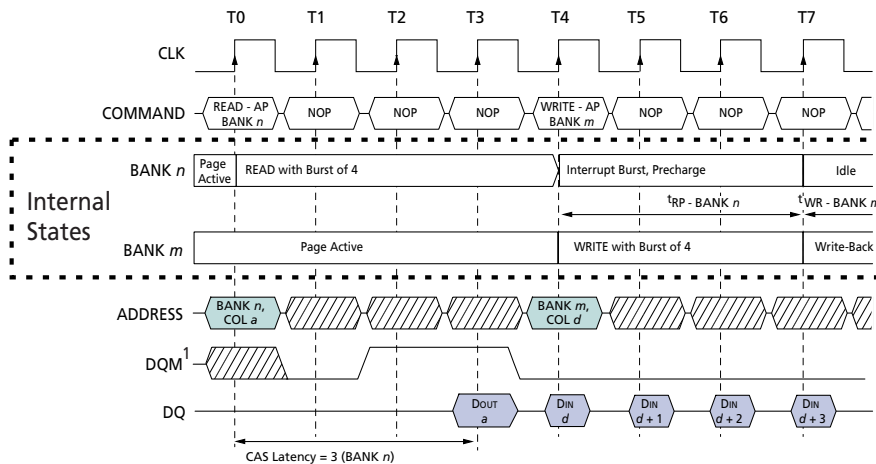 T0 T1 T2 T3 T4 T5 T6 T7
CLK
COMMAND
READ - AP
BANK n
NOP
NOP
NOP
WRITE - AP
BANK m
NOP
NOP
NOP
Internal
States
BANK n
Page
Active
READ with Burst of 4
Interrupt Burst, Precharge
Idle
tRP - BANK n
tWR - BANK m
BANK m
Page Active
WRITE with Burst of 4
Write-Back
ADDRESS
BANK n,
COL a
BANK m,
COL d
DQM1
DQ
DOUT
a
DIN
d
DIN
d + 1
DIN
d + 2
DIN
d + 3
CAS Latency = 3 (BANK n)